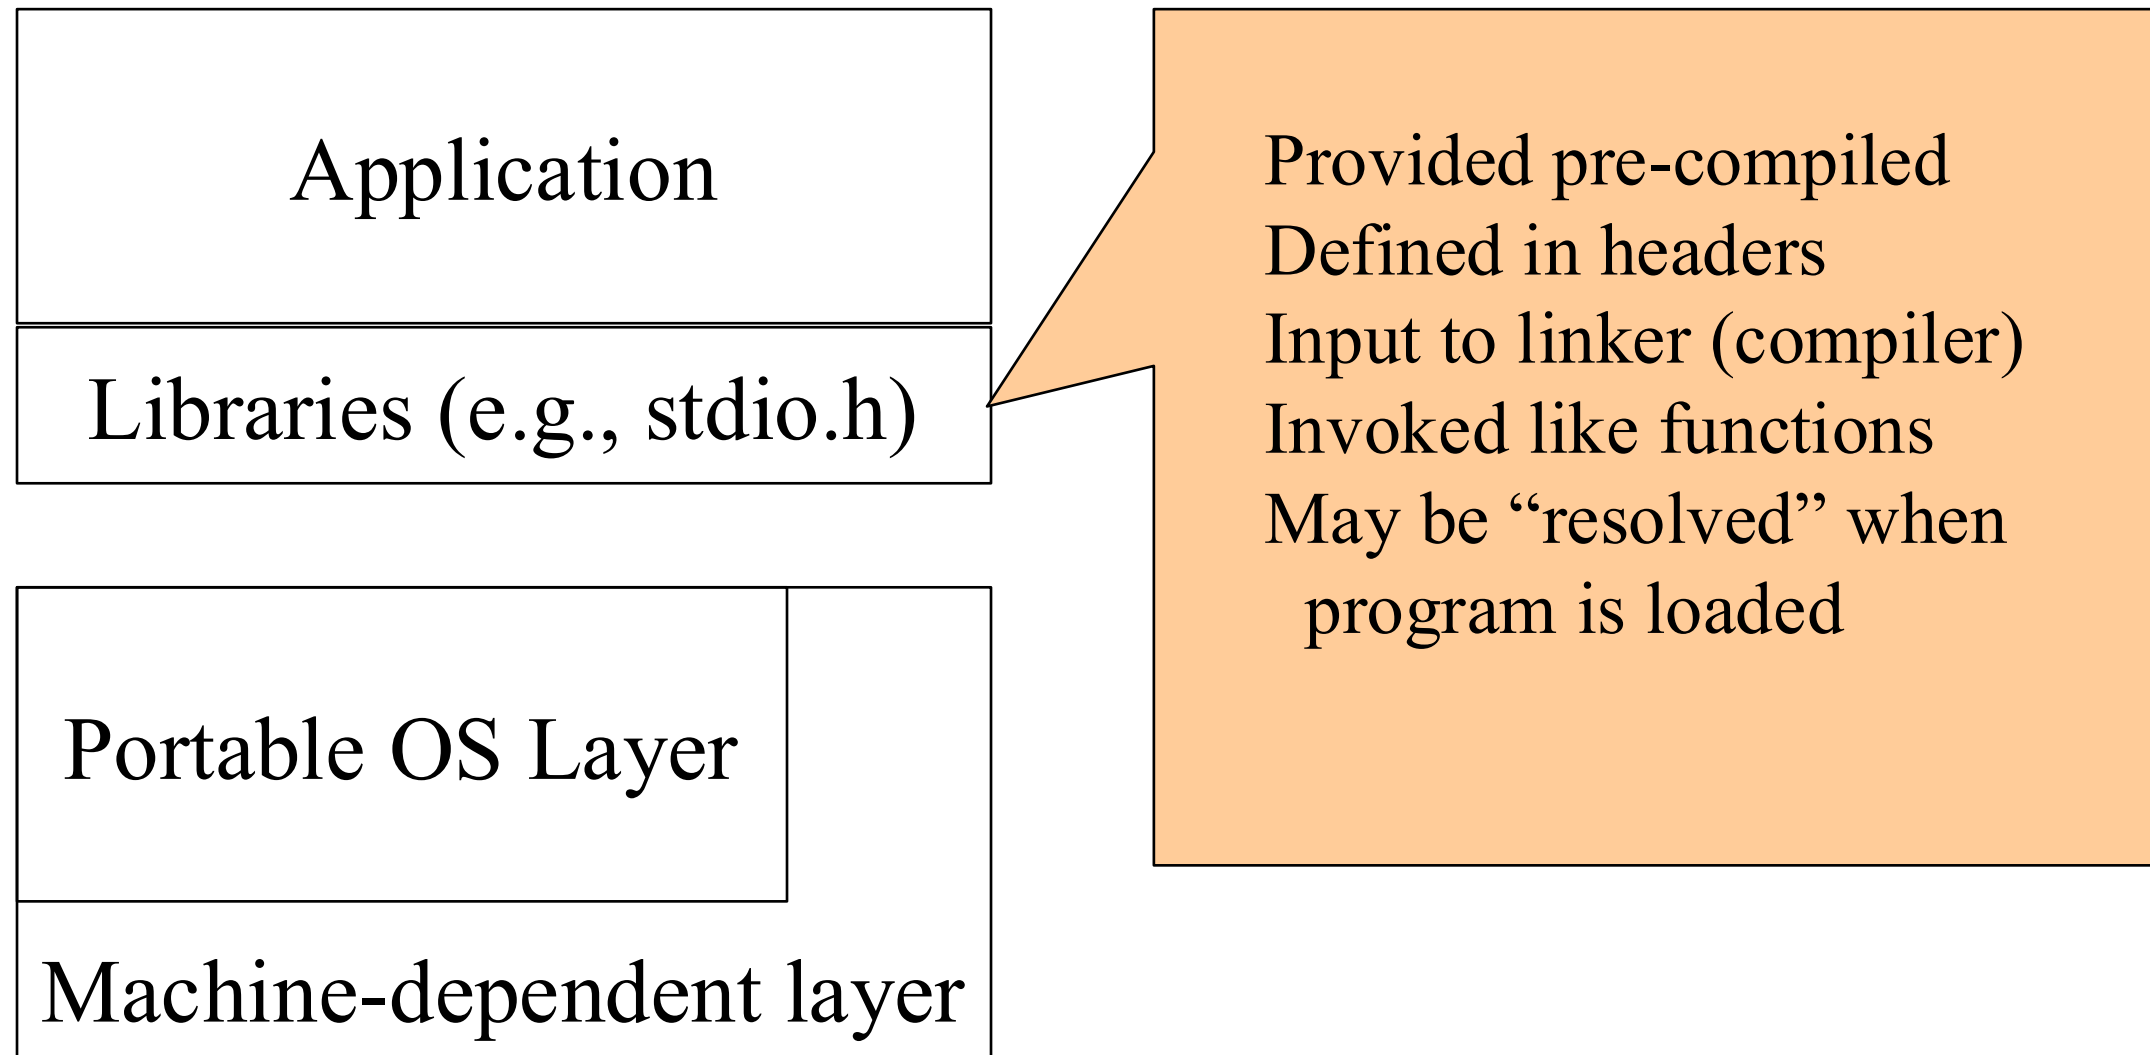 Application
Libraries (e.g., stdio.h)
Portable OS Layer
Machine-dependent layer
Provided pre-compiled
Defined in headers
Input to linker (compiler)
Invoked like functions
May be “resolved” when
program is loaded